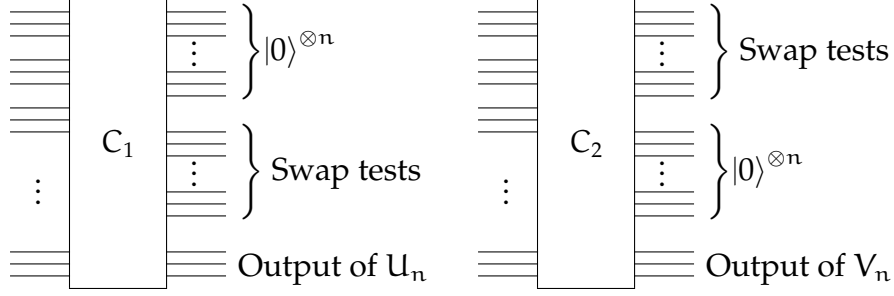 |0⟩⊗n
C1
Swap tests
Output of Un
Swap tests
C2
|0⟩⊗n
Output of Vn